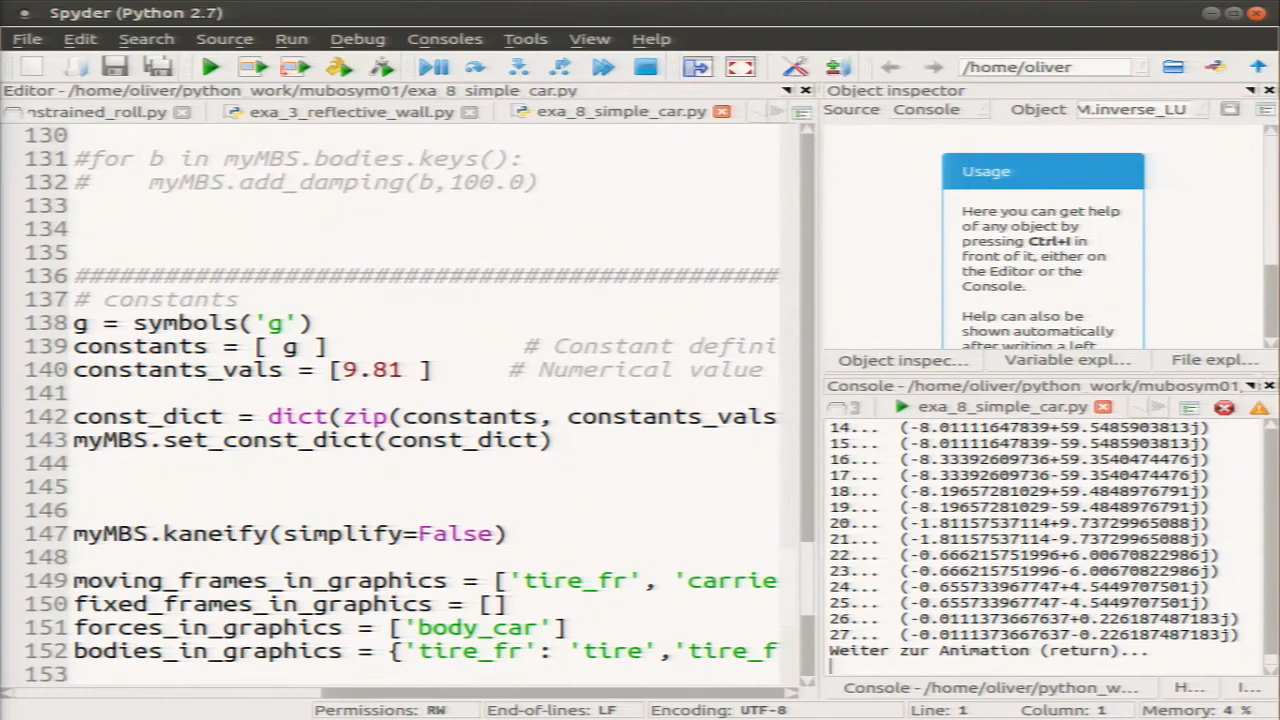 Spyder (Python 2.7)
File Edit Search Source Run Debug Consoles Tools View Help
/home/oliver
Editor - /home/oliver/python_work/mubosym01/exa_8_simple_car.py
nstrained_roll.py exa_3_reflective_wall.py exa_8_simple_car.py
130
131 #for b in myMBS.bodies.keys():
132 #    myMBS.add_damping(b,100.0)
133
134
135
136 ################################################
137 # constants
138 g = symbols('g')
139 constants = [ g ]              # Constant defini
140 constants_vals = [9.81 ]      # Numerical value
141
142 const_dict = dict(zip(constants, constants_vals
143 myMBS.set_const_dict(const_dict)
144
145
146
147 myMBS.kaneify(simplify=False)
148
149 moving_frames_in_graphics = ['tire_fr', 'carrie
150 fixed_frames_in_graphics = []
151 forces_in_graphics = ['body_car']
152 bodies_in_graphics = {'tire_fr': 'tire','tire_f
153
Object inspector
Source Console Object M.inverse_LU
Usage
Here you can get help
of any object by
pressing Ctrl+I in
front of it, either on
the Editor or the
Console.
Help can also be
shown automatically
after writing a left
Object inspec... Variable expl... File expl...
Console - /home/oliver/python_work/mubosym01,
3 exa_8_simple_car.py
14... (-8.01111647839+59.5485903813j)
15... (-8.01111647839-59.5485903813j)
16... (-8.33392609736+59.3540474476j)
17... (-8.33392609736-59.3540474476j)
18... (-8.19657281029+59.4848976791j)
19... (-8.19657281029-59.4848976791j)
20... (-1.81157537114+9.73729965088j)
21... (-1.81157537114-9.73729965088j)
22... (-0.666215751996+6.00670822986j)
23... (-0.666215751996-6.00670822986j)
24... (-0.655733967747+4.5449707501j)
25... (-0.655733967747-4.5449707501j)
26... (-0.0111373667637+0.226187487183j)
27... (-0.0111373667637-0.226187487183j)
Weiter zur Animation (return)...
Console - /home/oliver/python_w... H... I...
Permissions: RW End-of-lines: LF Encoding: UTF-8 Line: 1 Column: 1 Memory: 4 %